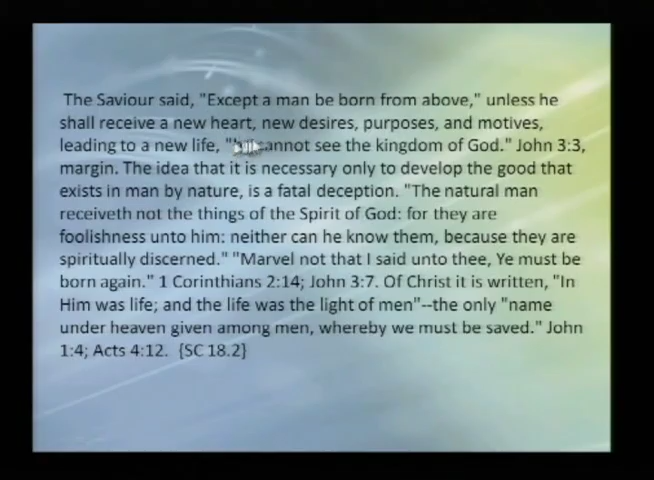 The Saviour said, "Except a man be born from above," unless he
shall receive a new heart, new desires, purposes, and motives,
leading to a new life, "he cannot see the kingdom of God." John 3:3,
margin. The idea that it is necessary only to develop the good that
exists in man by nature, is a fatal deception. "The natural man
receiveth not the things of the Spirit of God: for they are
foolishness unto him: neither can he know them, because they are
spiritually discerned." "Marvel not that I said unto thee, Ye must be
born again." 1 Corinthians 2:14; John 3:7. Of Christ it is written, "In
Him was life; and the life was the light of men"--the only "name
under heaven given among men, whereby we must be saved." John
1:4; Acts 4:12. {SC 18.2}